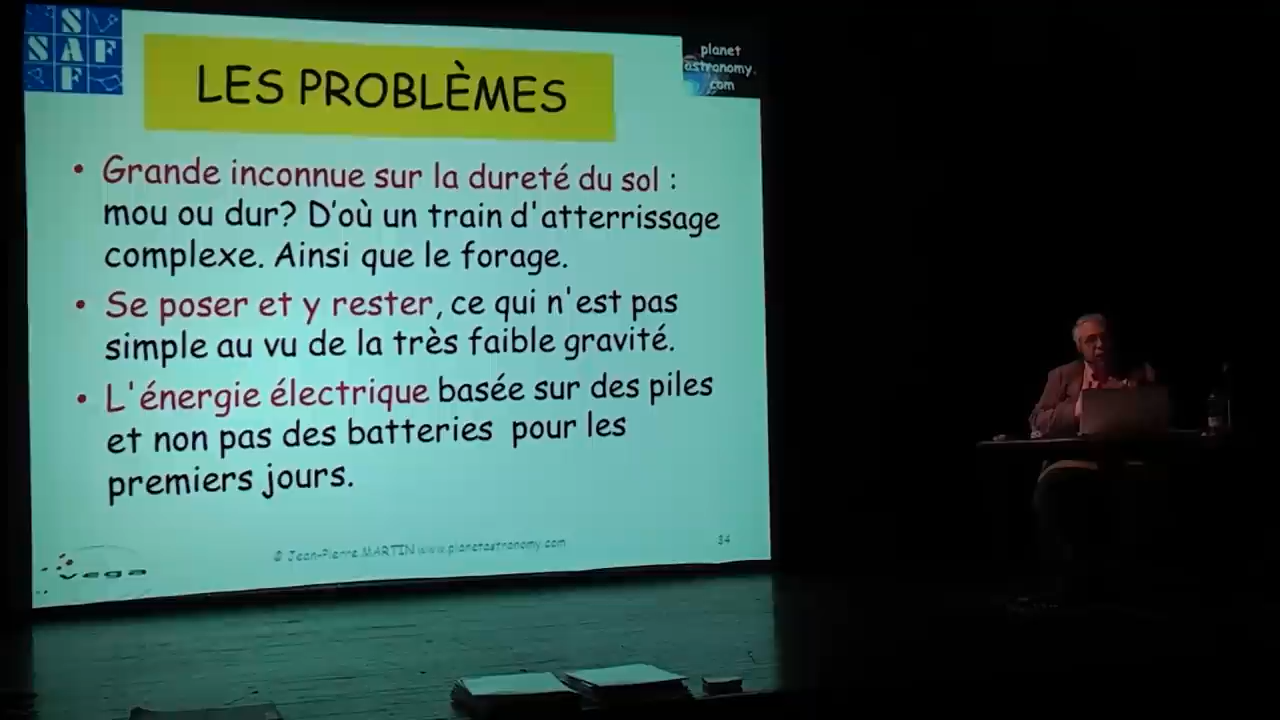 S
SAF
F
planet
astronomy.
com
LES PROBLÈMES
• Grande inconnue sur la dureté du sol :
mou ou dur? D'où un train d'atterrissage
complexe. Ainsi que le forage.
• Se poser et y rester, ce qui n'est pas
simple au vu de la très faible gravité.
• L'énergie électrique basée sur des piles
et non pas des batteries pour les
premiers jours.
vega
© Jean-Pierre MARTIN www.planetastronomy.com
34